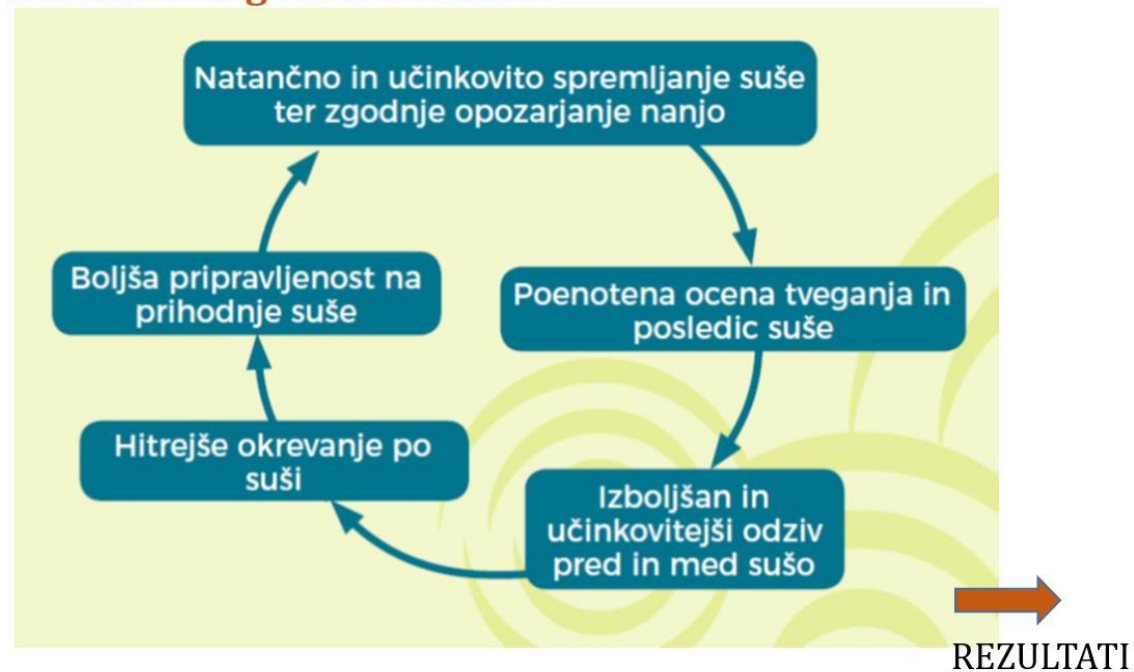 Natančno in učinkovito spremljanje suše
ter zgodnje opozarjanje nanjo
Poenotena ocena tveganja in
posledic suše
Izboljšan in
učinkovitejši odziv
pred in med sušo
Hitrejše okrevanje po
suši
Boljša pripravljenost na
prihodnje suše
REZULTATI